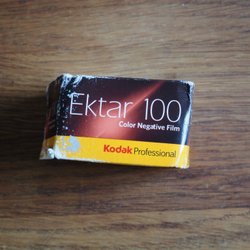 Ektar 100
Color Negative Film
Kodak Professional